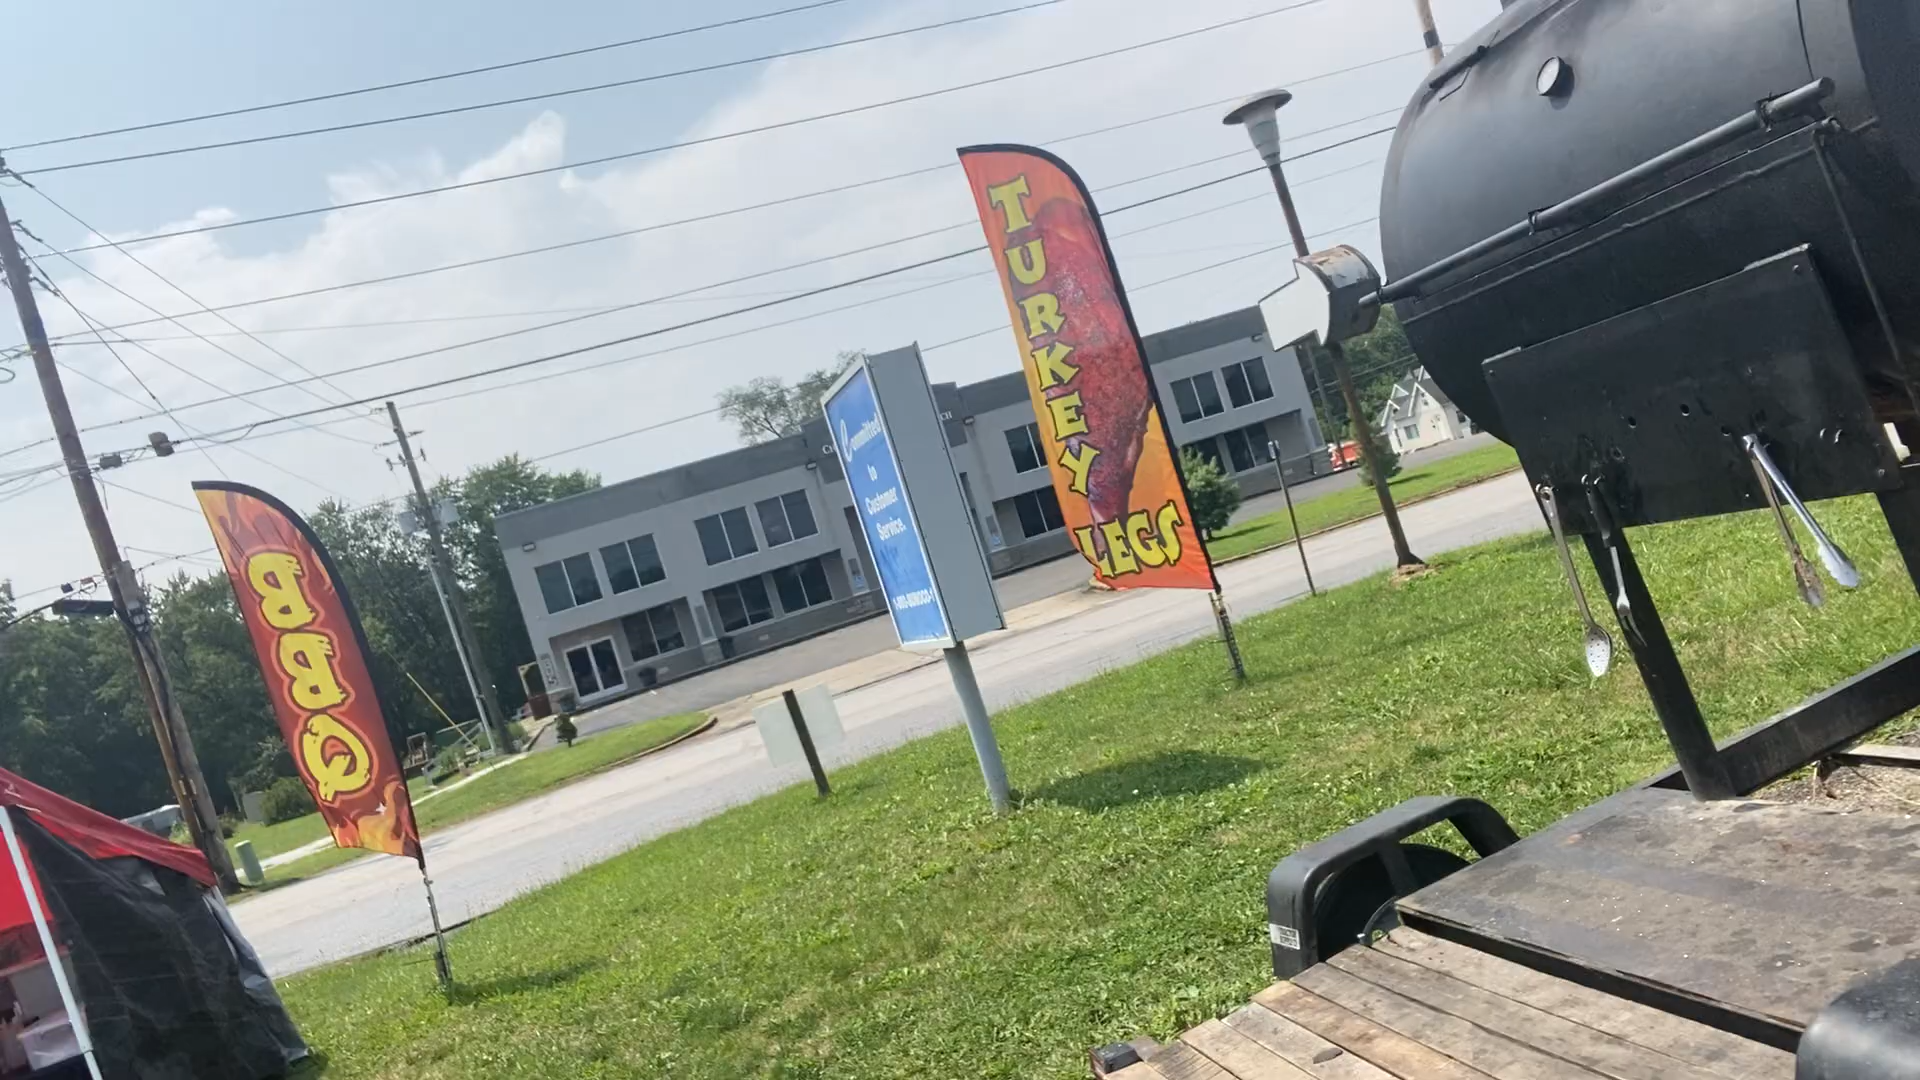 BBQ
Committed
to
Customer
Service.
TURKEY
LEGS